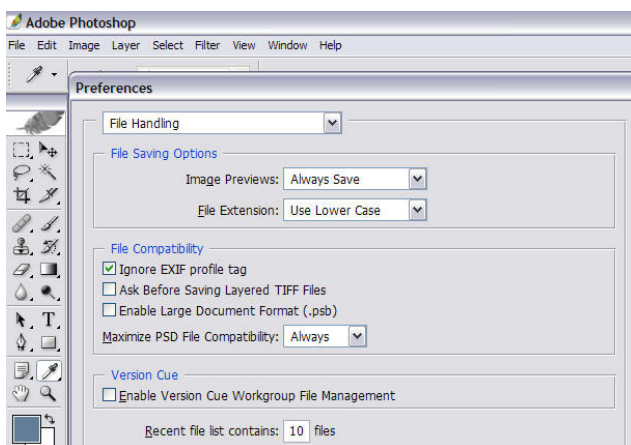 Adobe Photoshop
File Edit Image Layer Select Filter View Window Help
Preferences
File Handling
File Saving Options
Image Previews: Always Save
File Extension: Use Lower Case
File Compatibility
Ignore EXIF profile tag
Ask Before Saving Layered TIFF Files
Enable Large Document Format (.psb)
Maximize PSD File Compatibility: Always
Version Cue
Enable Version Cue Workgroup File Management
Recent file list contains: 10 files